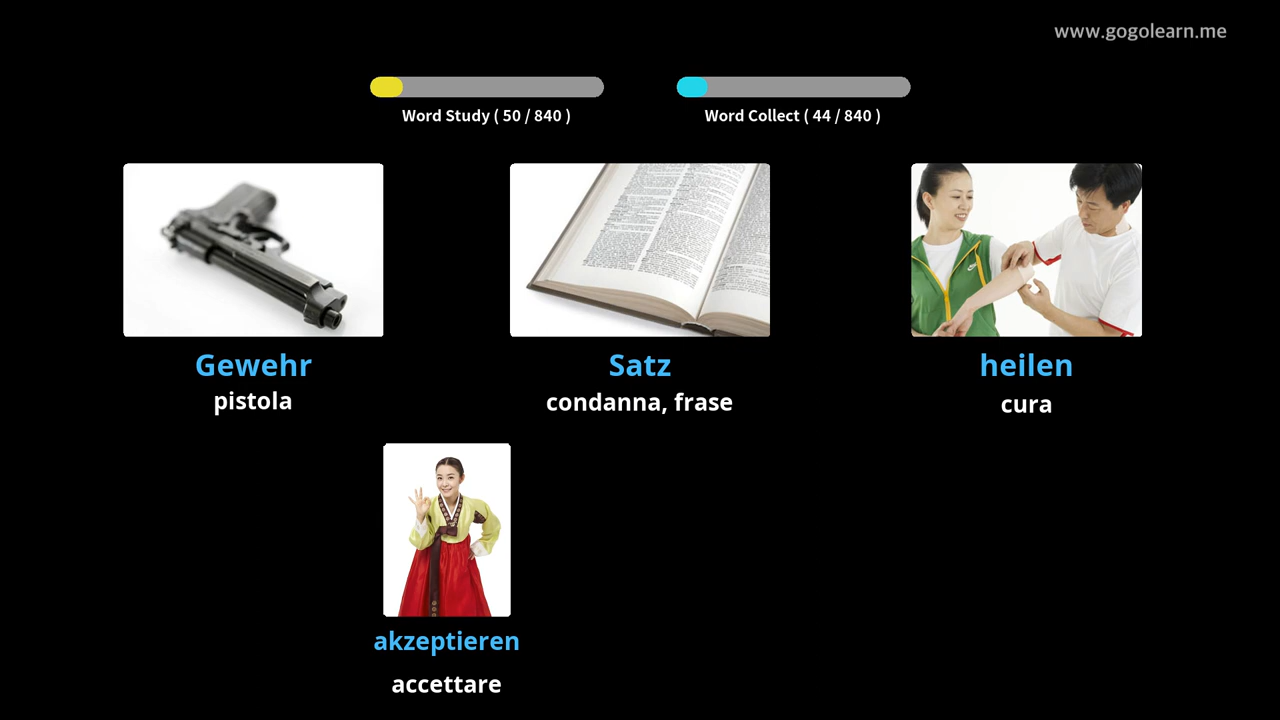 www.gogolearn.me
Word Study ( 50 / 840 )
Word Collect ( 44 / 840 )
Gewehr
pistola
Satz
condanna, frase
heilen
cura
akzeptieren
accettare